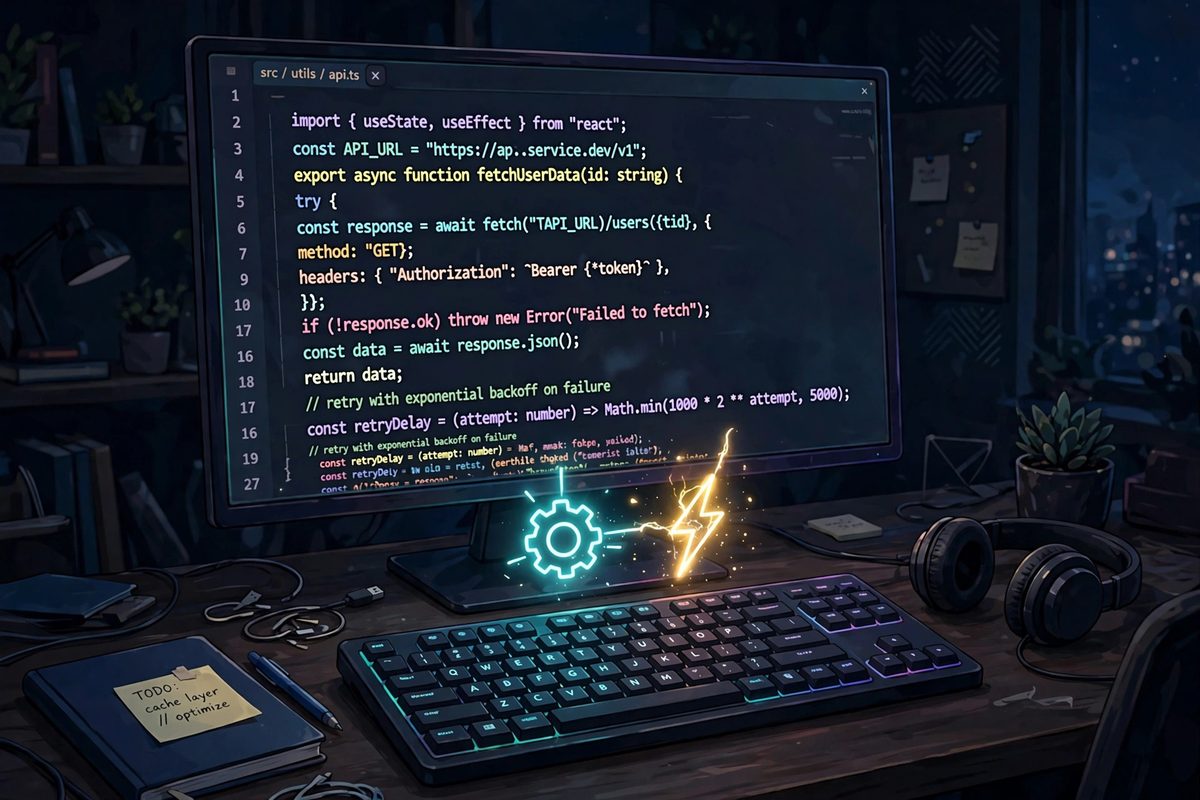 src / utils / api.ts ×
1
2 import { useState, useEffect } from "react";
3 const API_URL = "https://ap..service.dev/v1";
4 export async function fetchUserData(id: string) {
5 try {
6 const response = await fetch("TAPI_URL)/users({tid}, {
7 method: "GET};
9 headers: { "Authorization": ^Bearer {*token}^ },
10 }};
17 if (!response.ok) throw new Error("Failed to fetch");
16 const data = await response.json();
18 return data;
17 // retry with exponential backoff on failure
16 const retryDelay = (attempt: number) => Math.min(1000 * 2 ** attempt, 5000);
19 // retry with exponential backoff on failure
const retryDelay = (attempt: number) =
27 const
const
TODO:
cache layer
// optimize
Q W E R T Y U I O P
A D F G H J K L
Z C V B N M